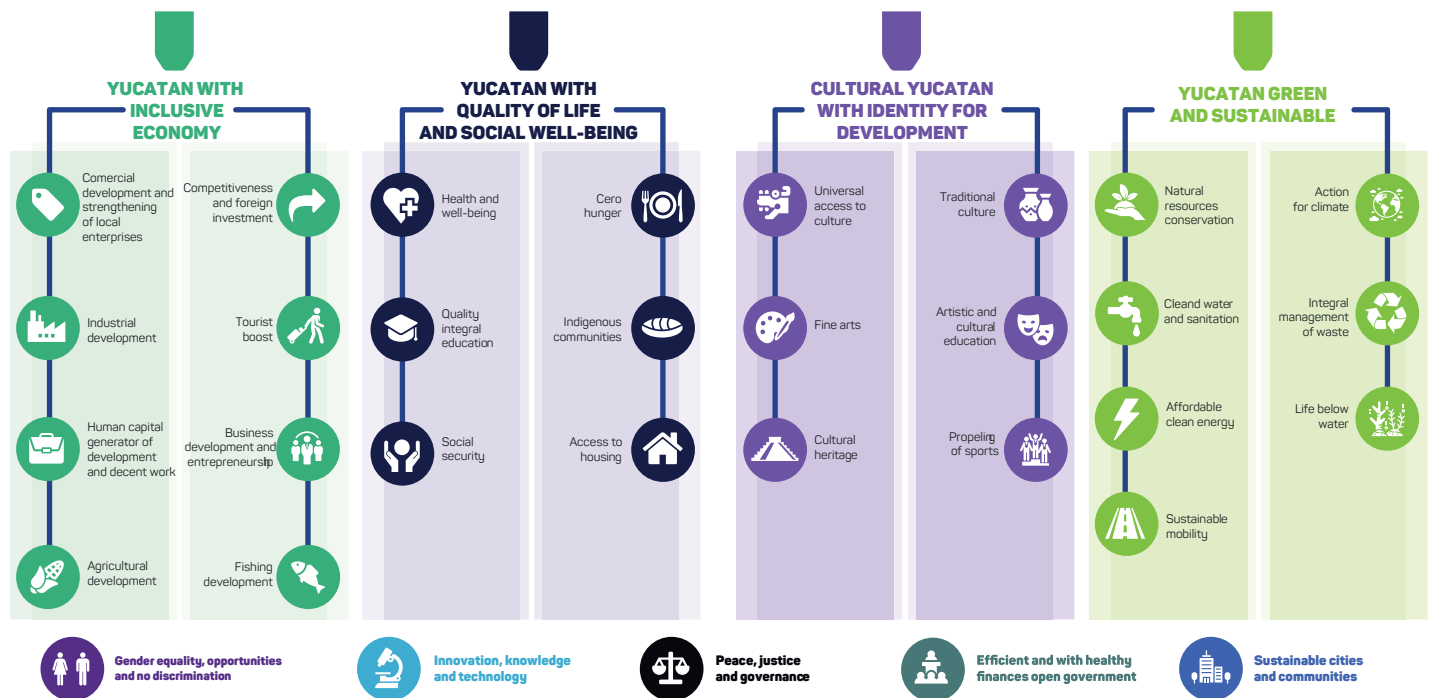 YUCATAN WITH
INCLUSIVE
ECONOMY
Comercial
development and
strengthening
of local
enterprises
Industrial
development
Human capital
generator of
development
and decent work
Agricultural
development
Competitiveness
and foreign
investment
Tourist
boost
Business
development and
entrepreneurship
Fishing
development
YUCATAN WITH
QUALITY OF LIFE
AND SOCIAL WELL-BEING
Health and
well-being
Quality
integral
education
Social
security
Cero
hunger
Indigenous
communities
Access to
housing
CULTURAL YUCATAN
WITH IDENTITY FOR
DEVELOPMENT
Universal
access to
culture
Fine arts
Cultural
heritage
Traditional
culture
Artistic and
cultural
education
Propeling
of sports
YUCATAN GREEN
AND SUSTAINABLE
Natural
resources
conservation
Cleand water
and sanitation
Affordable
clean energy
Sustainable
mobility
Action
for climate
Integral
management
of waste
Life below
water
Gender equality, opportunities
and no discrimination
Innovation, knowledge
and technology
Peace, justice
and governance
Efficient and with healthy
finances open government
Sustainable cities
and communities